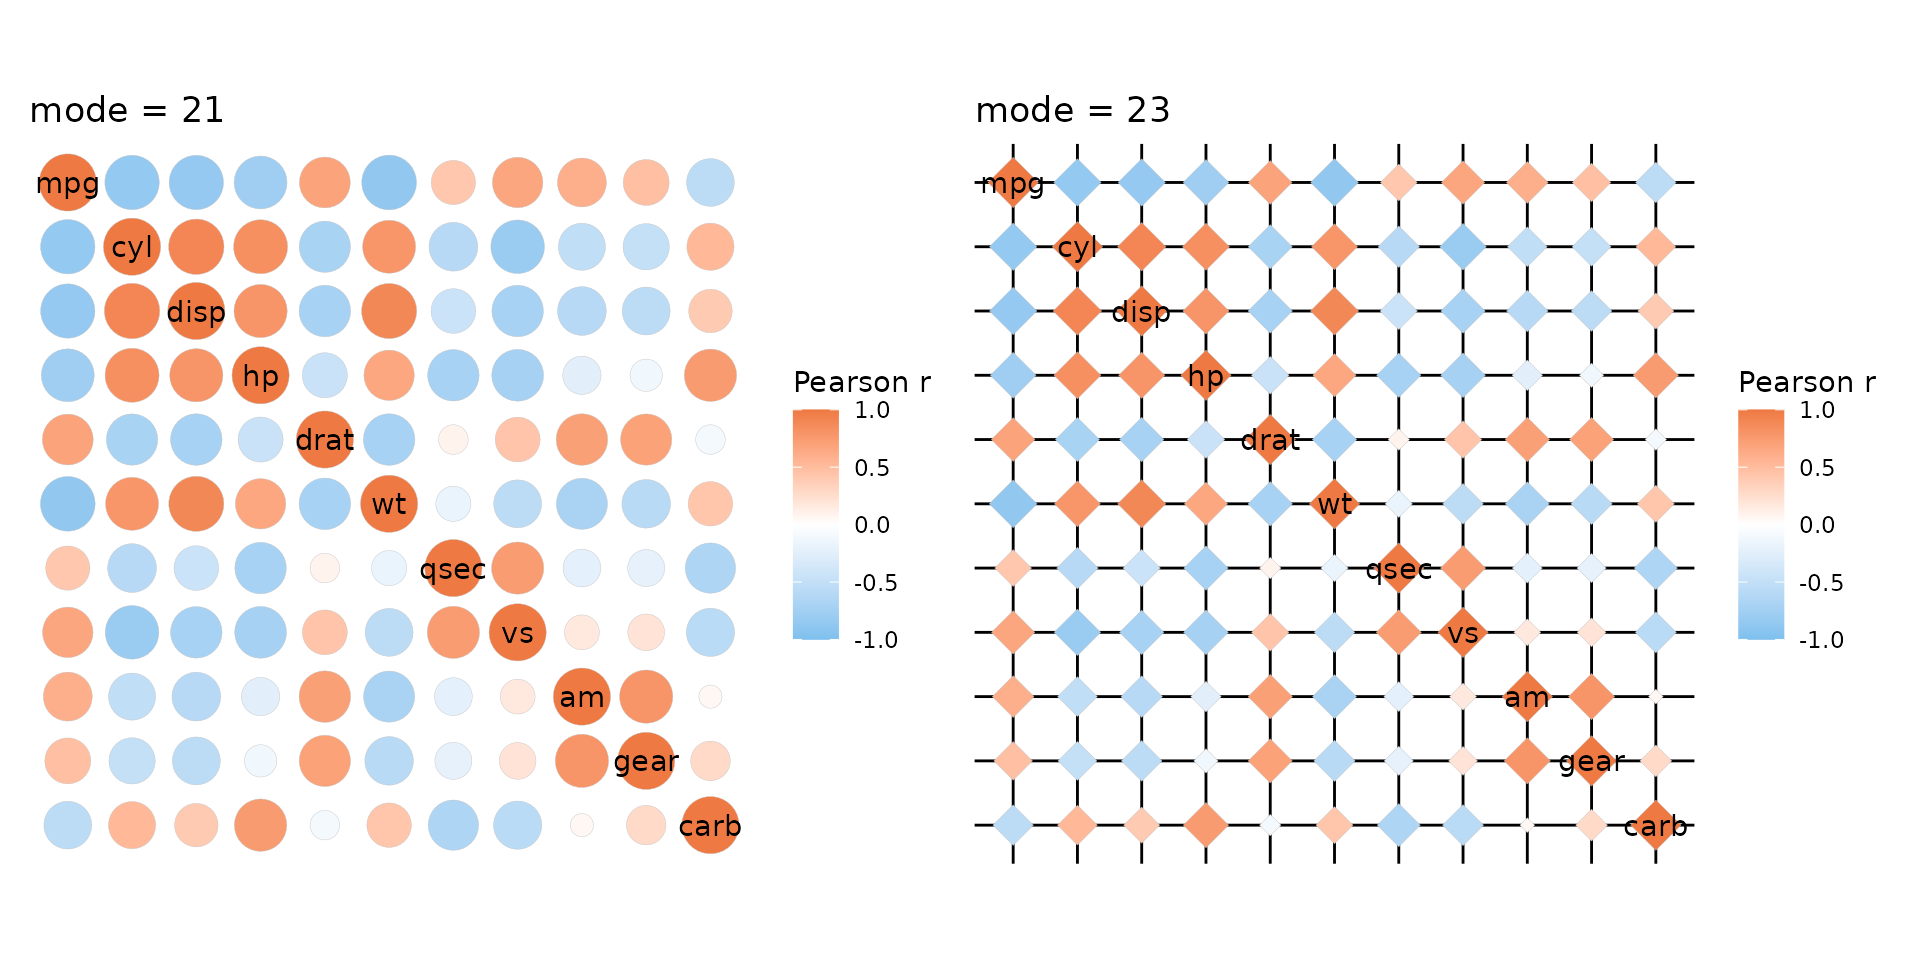 mode = 21
mpg
cyl
disp
hp
drat
wt
qsec
vs
am
gear
carb
Pearson r
1.0
0.5
0.0
-0.5
-1.0
mode = 23
mpg
cyl
disp
hp
drat
wt
qsec
vs
am
gear
carb
Pearson r
1.0
0.5
0.0
-0.5
-1.0